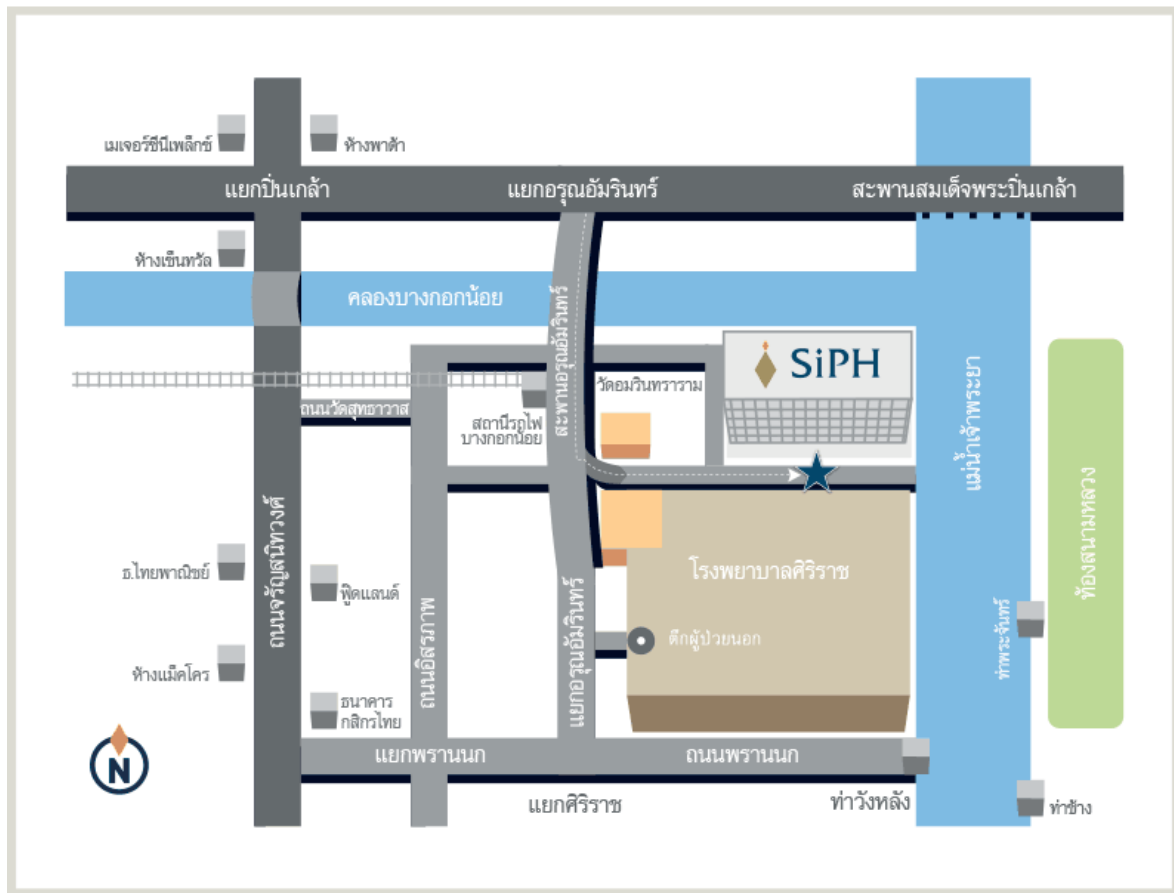 เมเจอร์ซีนีเพล็กซ์
ห้างพาต้า
แยกปิ่นเกล้า
แยกอรุณอัมรินทร์
สะพานสมเด็จพระปิ่นเกล้า
ห้างเซ็นทรัล
คลองบางกอกน้อย
สะพานอรุณอัมรินทร์
SiPH
วัดอมรินทราราม
ถนนวัดสุทธาวาส
สถานีรถไฟ
บางกอกน้อย
แม่น้ำเจ้าพระยา
ท้องสนามหลวง
ถนนจรัญสนิทวงศ์
ธ.ไทยพาณิชย์
ฟู้ดแลนด์
โรงพยาบาลศิริราช
ถนนอิสรภาพ
แยกอรุณอัมรินทร์
ตึกผู้ป่วยนอก
ท่าพระจันทร์
ห้างแม็คโคร
ธนาคาร
กสิกรไทย
N
แยกพรานนก
ถนนพรานนก
แยกศิริราช
ท่าวังหลัง
ท่าช้าง